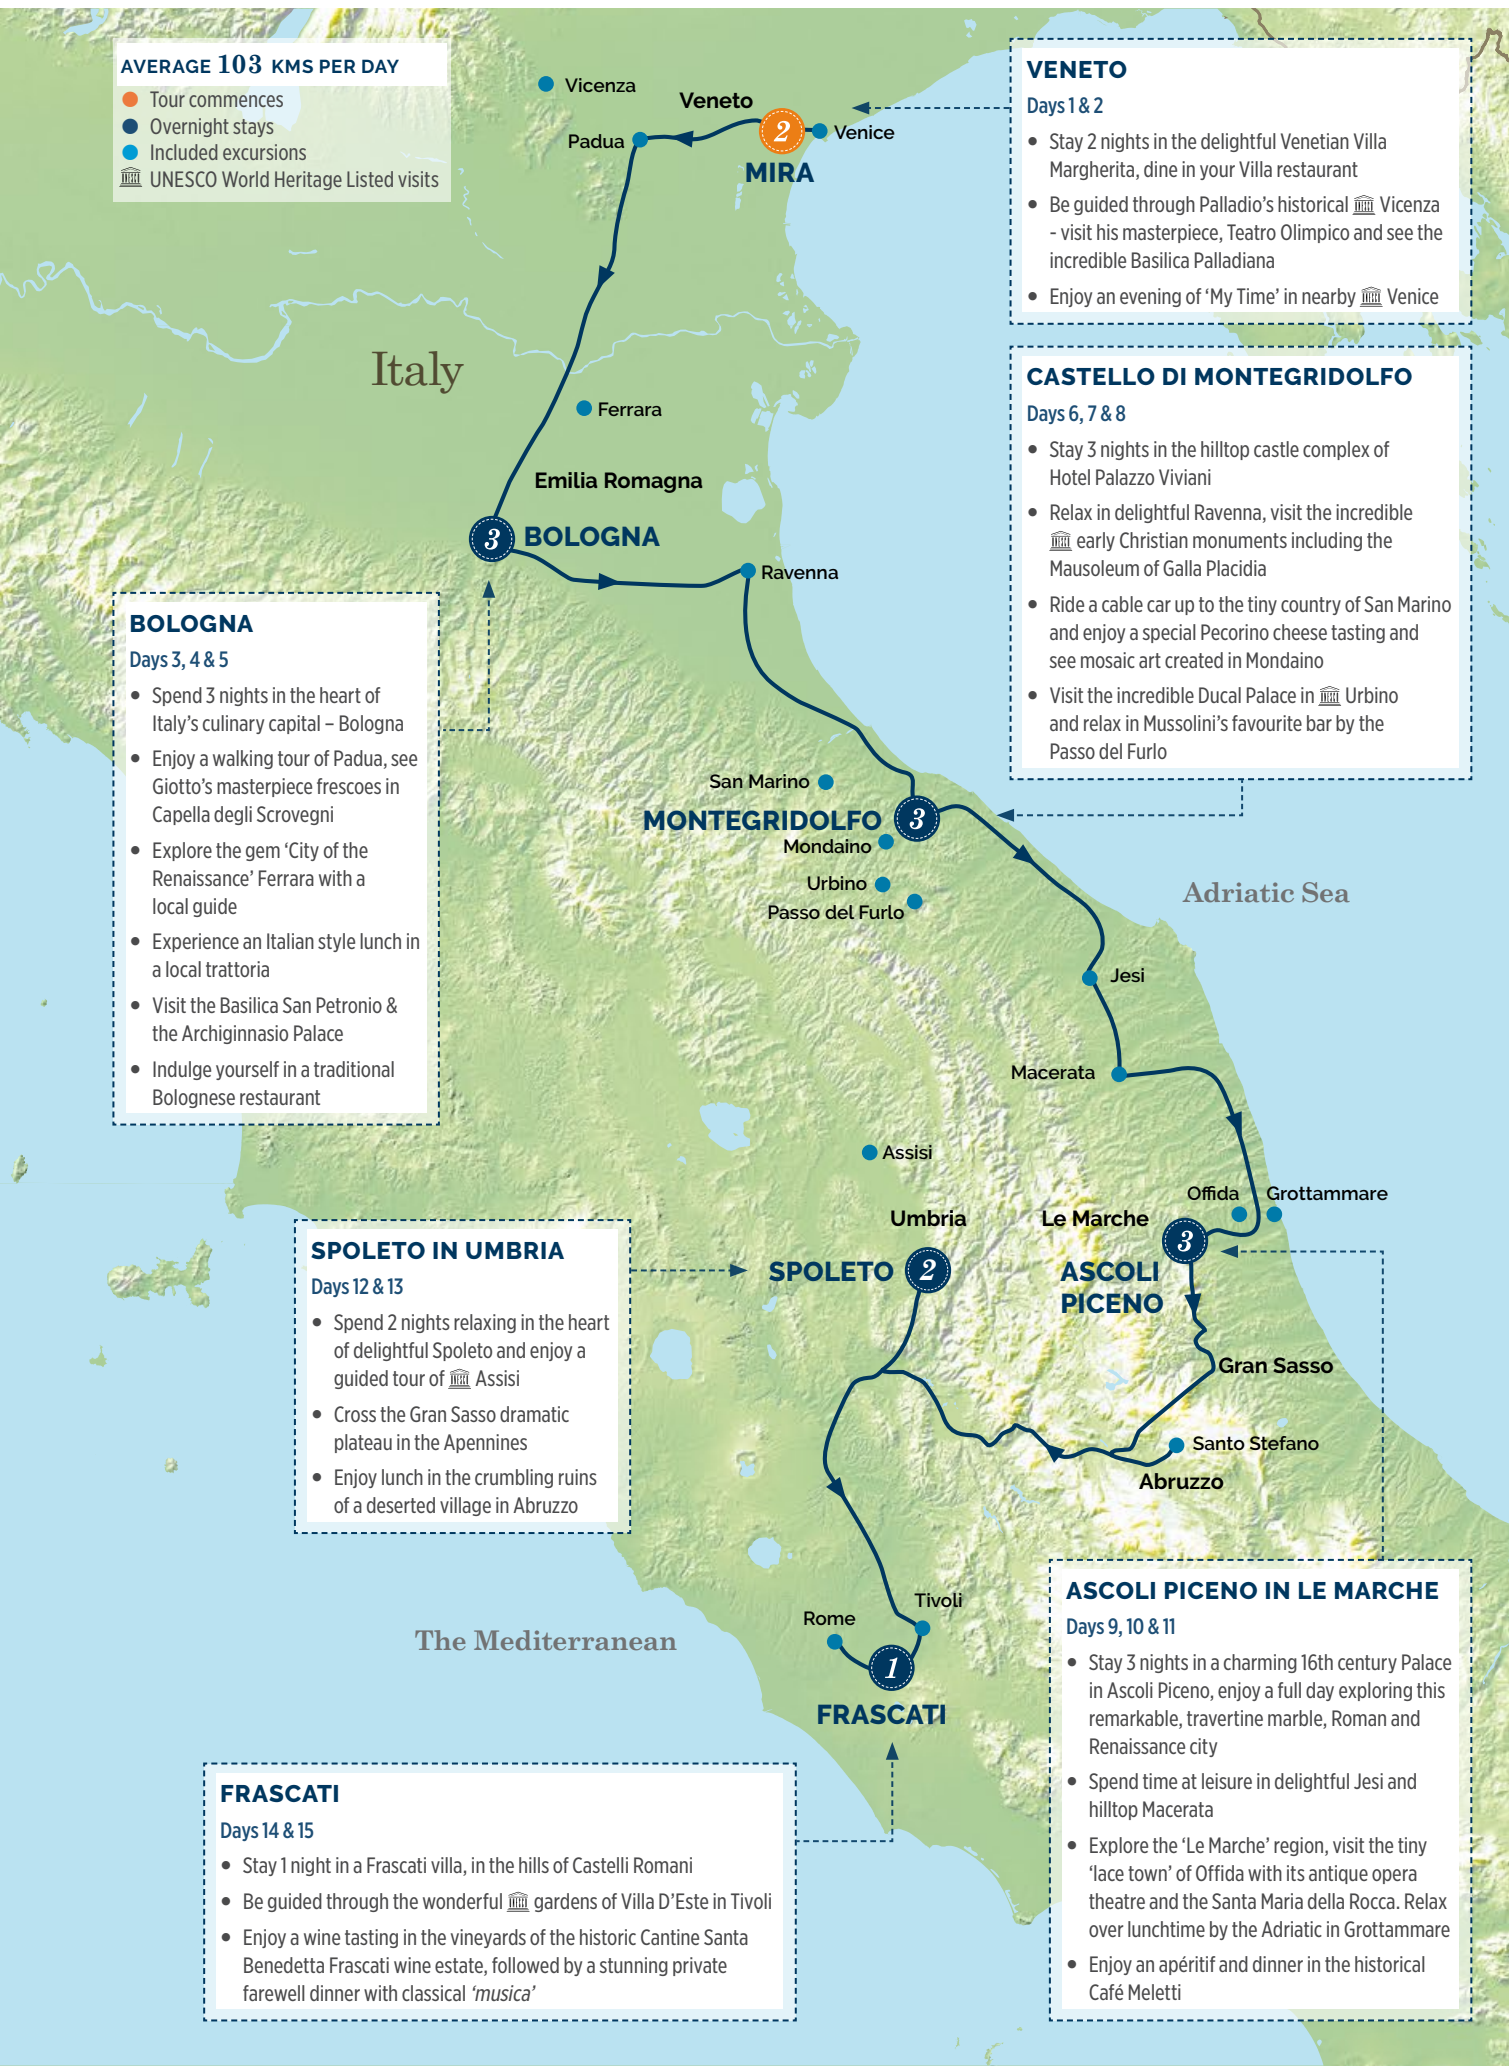 AVERAGE 103 KMS PER DAY
Tour commences
Overnight stays
Included excursions
UNESCO World Heritage Listed visits
Vicenza
Veneto
Padua
2
Venice
MIRA
Italy
Ferrara
Emilia Romagna
3
BOLOGNA
Ravenna
San Marino
MONTEGRIDOLFO
3
Mondaino
Urbino
Passo del Furlo
Adriatic Sea
Jesi
Macerata
Assisi
Offida
Grottammare
Umbria
Le Marche
SPOLETO
2
3
ASCOLI
PICENO
Gran Sasso
Santo Stefano
Abruzzo
Tivoli
Rome
The Mediterranean
1
FRASCATI
VENETO
Days 1 & 2
• Stay 2 nights in the delightful Venetian Villa
Margherita, dine in your Villa restaurant
• Be guided through Palladio’s historical Vicenza
- visit his masterpiece, Teatro Olimpico and see the
incredible Basilica Palladiana
• Enjoy an evening of ‘My Time’ in nearby Venice
CASTELLO DI MONTEGRIDOLFO
Days 6, 7 & 8
• Stay 3 nights in the hilltop castle complex of
Hotel Palazzo Viviani
• Relax in delightful Ravenna, visit the incredible
early Christian monuments including the
Mausoleum of Galla Placidia
• Ride a cable car up to the tiny country of San Marino
and enjoy a special Pecorino cheese tasting and
see mosaic art created in Mondaino
• Visit the incredible Ducal Palace in Urbino
and relax in Mussolini’s favourite bar by the
Passo del Furlo
BOLOGNA
Days 3, 4 & 5
• Spend 3 nights in the heart of
Italy’s culinary capital – Bologna
• Enjoy a walking tour of Padua, see
Giotto’s masterpiece frescoes in
Capella degli Scrovegni
• Explore the gem ‘City of the
Renaissance’ Ferrara with a
local guide
• Experience an Italian style lunch in
a local trattoria
• Visit the Basilica San Petronio &
the Archiginnasio Palace
• Indulge yourself in a traditional
Bolognese restaurant
SPOLETO IN UMBRIA
Days 12 & 13
• Spend 2 nights relaxing in the heart
of delightful Spoleto and enjoy a
guided tour of Assisi
• Cross the Gran Sasso dramatic
plateau in the Apennines
• Enjoy lunch in the crumbling ruins
of a deserted village in Abruzzo
ASCOLI PICENO IN LE MARCHE
Days 9, 10 & 11
• Stay 3 nights in a charming 16th century Palace
in Ascoli Piceno, enjoy a full day exploring this
remarkable, travertine marble, Roman and
Renaissance city
• Spend time at leisure in delightful Jesi and
hilltop Macerata
• Explore the ‘Le Marche’ region, visit the tiny
‘lace town’ of Offida with its antique opera
theatre and the Santa Maria della Rocca. Relax
over lunchtime by the Adriatic in Grottammare
• Enjoy an apéritif and dinner in the historical
Café Meletti
FRASCATI
Days 14 & 15
• Stay 1 night in a Frascati villa, in the hills of Castelli Romani
• Be guided through the wonderful gardens of Villa D’Este in Tivoli
• Enjoy a wine tasting in the vineyards of the historic Cantine Santa
Benedetta Frascati wine estate, followed by a stunning private
farewell dinner with classical ‘musica’